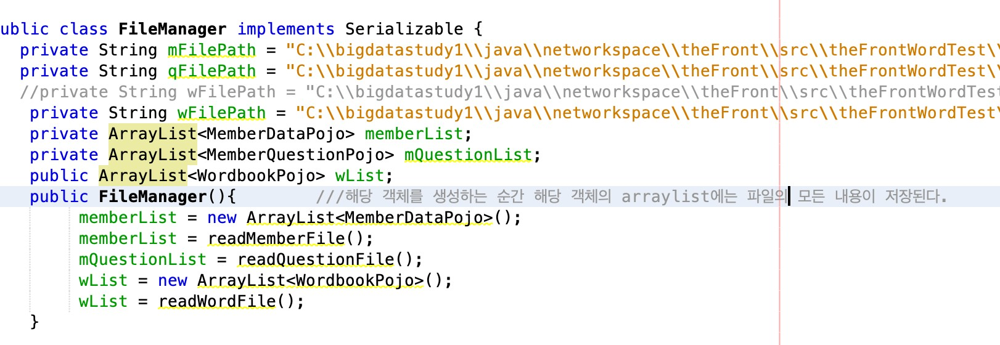 ublic class FileManager implements Serializable {
private String mFilePath = "C:\\bigdatastudy1\\java\\networkspace\\theFront\\src\\theFrontWordTest\\
private String qFilePath = "C:\\bigdatastudy1\\java\\networkspace\\theFront\\src\\theFrontWordTest\\
//private String wFilePath = "C:\\bigdatastudy1\\java\\networkspace\\theFront\\src\\theFrontWordTest
private String wFilePath = "C:\\bigdatastudy1\\java\\networkspace\\theFront\\src\\theFrontWordTest\
private ArrayList<MemberDataPojo> memberList;
private ArrayList<MemberQuestionPojo> mQuestionList;
public ArrayList<WordbookPojo> wList;
public FileManager(){ ///해당 객체를 생성하는 순간 해당 객체의 arraylist에는 파일의 모든 내용이 저장된다.
memberList = new ArrayList<MemberDataPojo>();
memberList = readMemberFile();
mQuestionList = readQuestionFile();
wList = new ArrayList<WordbookPojo>();
wList = readWordFile();
}